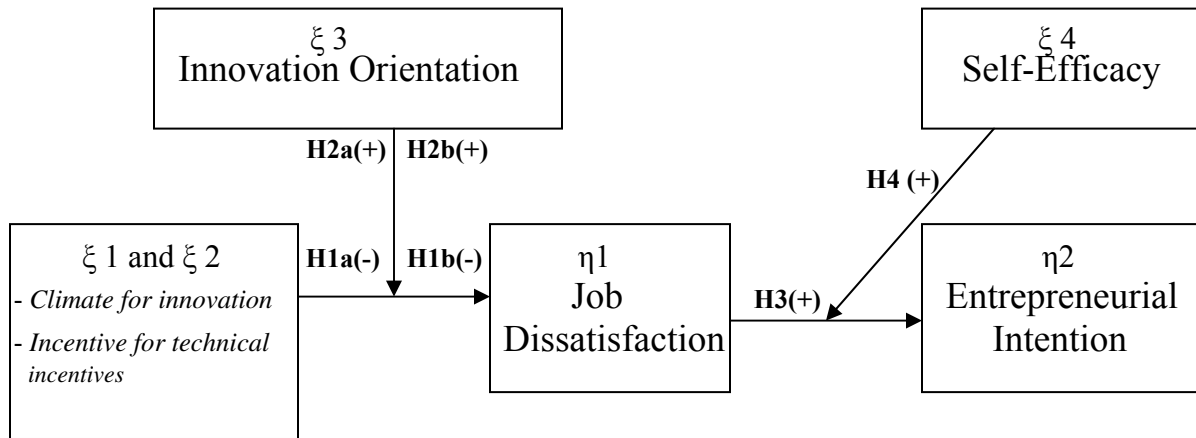 ξ 3
Innovation Orientation
ξ 4
Self-Efficacy
H2a(+) H2b(+)
H4 (+)
ξ 1 and ξ 2
- Climate for innovation
- Incentive for technical
incentives
H1a(-) H1b(-)
η1
Job
Dissatisfaction
H3(+)
η2
Entrepreneurial
Intention